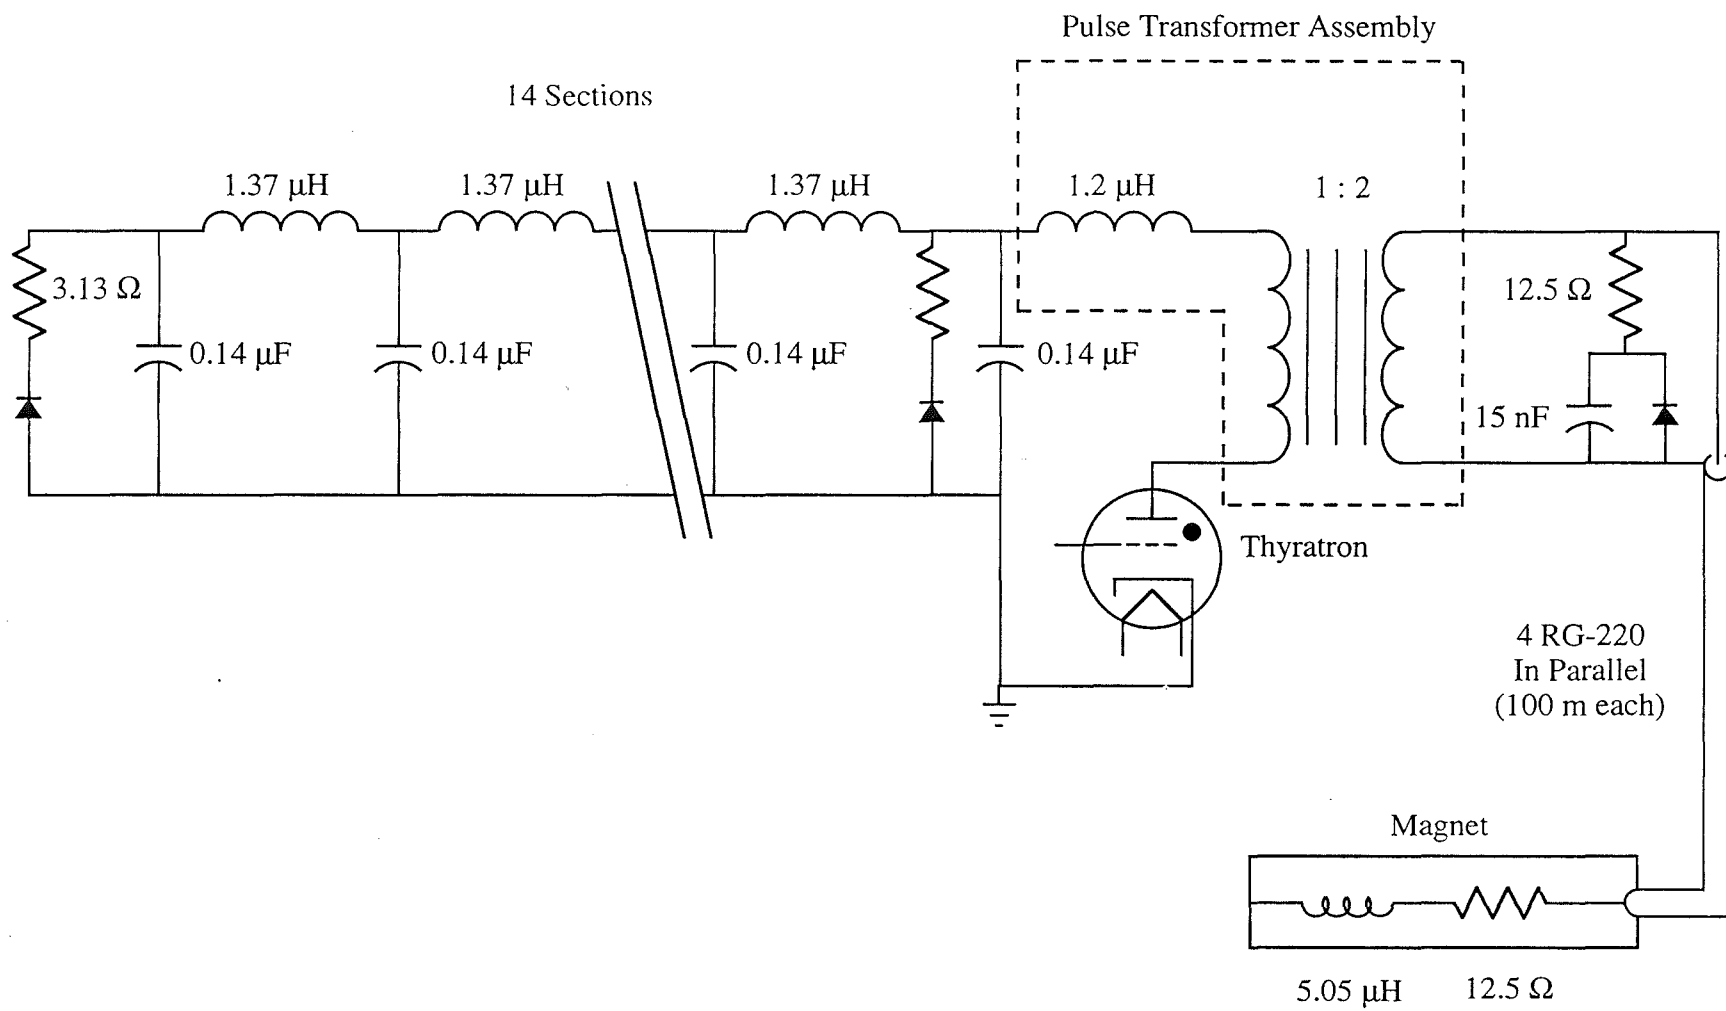 Pulse Transformer Assembly
14 Sections
1.37 µH
1.37 µH
1.37 µH
1.2 µH
1 : 2
3.13 Ω
12.5 Ω
0.14 µF
0.14 µF
0.14 µF
0.14 µF
15 nF
Thyratron
4 RG-220
In Parallel
(100 m each)
Magnet
5.05 µH
12.5 Ω